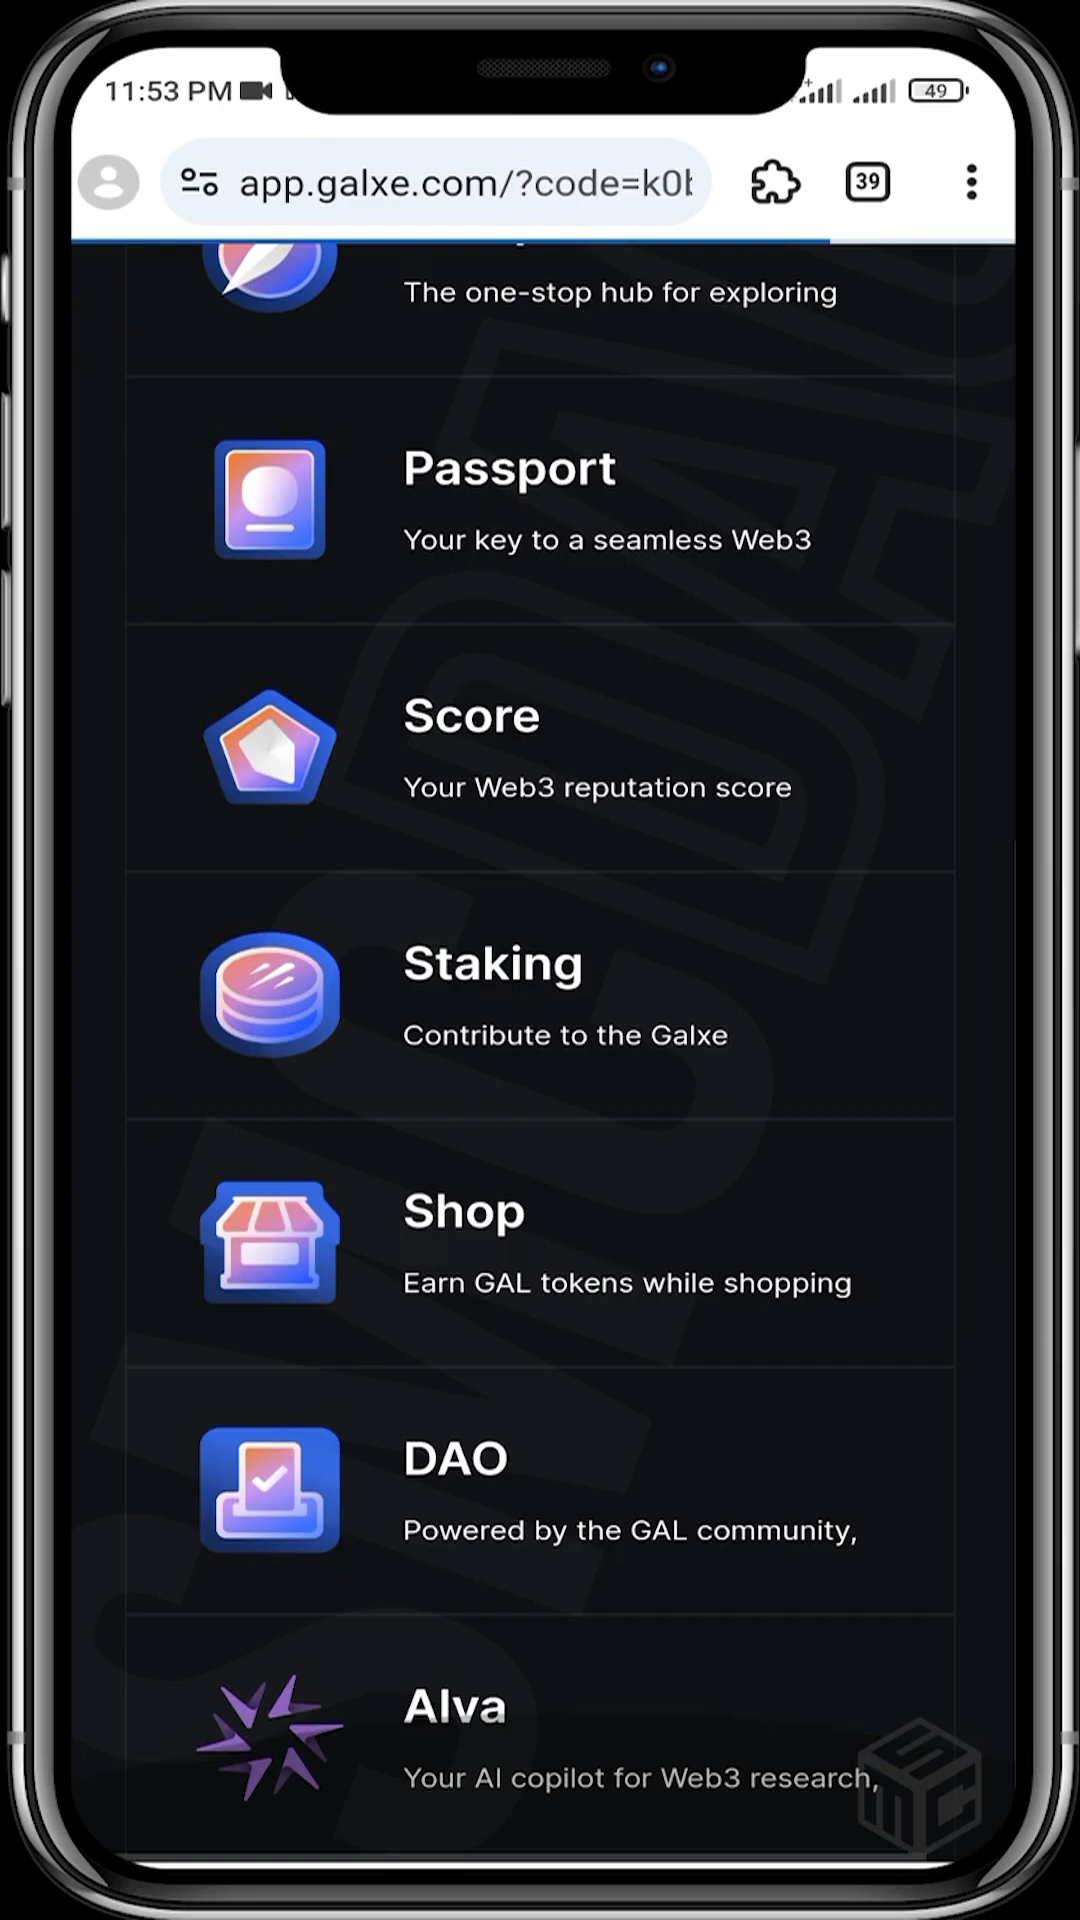 11:53 PM
49
app.galxe.com/?code=k0
39
The one-stop hub for exploring
Passport
Your key to a seamless Web3
Score
Your Web3 reputation score
Staking
Contribute to the Galxe
Shop
Earn GAL tokens while shopping
DAO
Powered by the GAL community,
Alva
Your AI copilot for Web3 research,
SMC